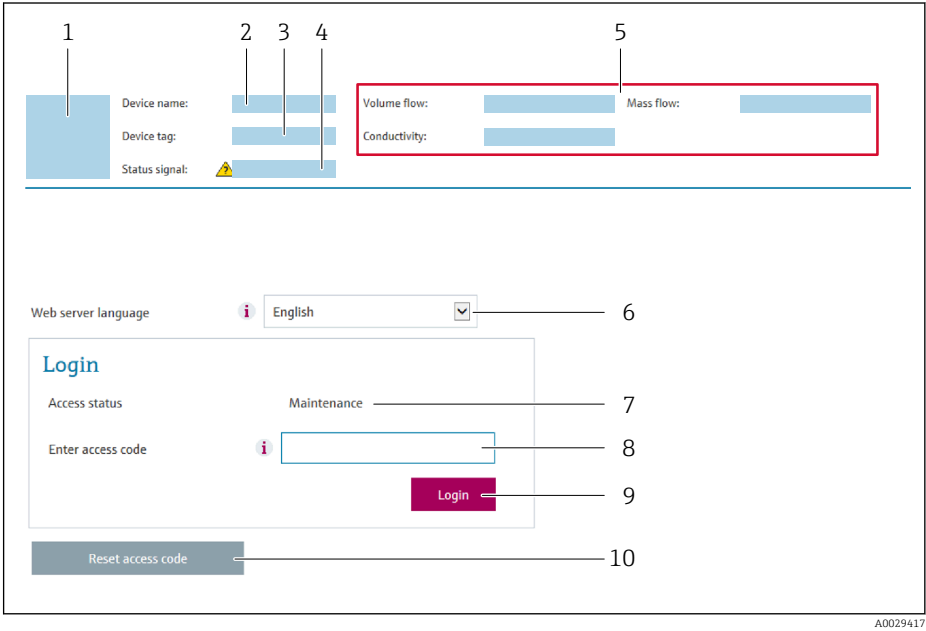 1 2 3 4 5
Device name: Volume flow: Mass flow:
Device tag: Conductivity:
Status signal: ?
Web server language i English 6
Login
Access status Maintenance 7
Enter access code i 8
Login 9
Reset access code 10
A0029417